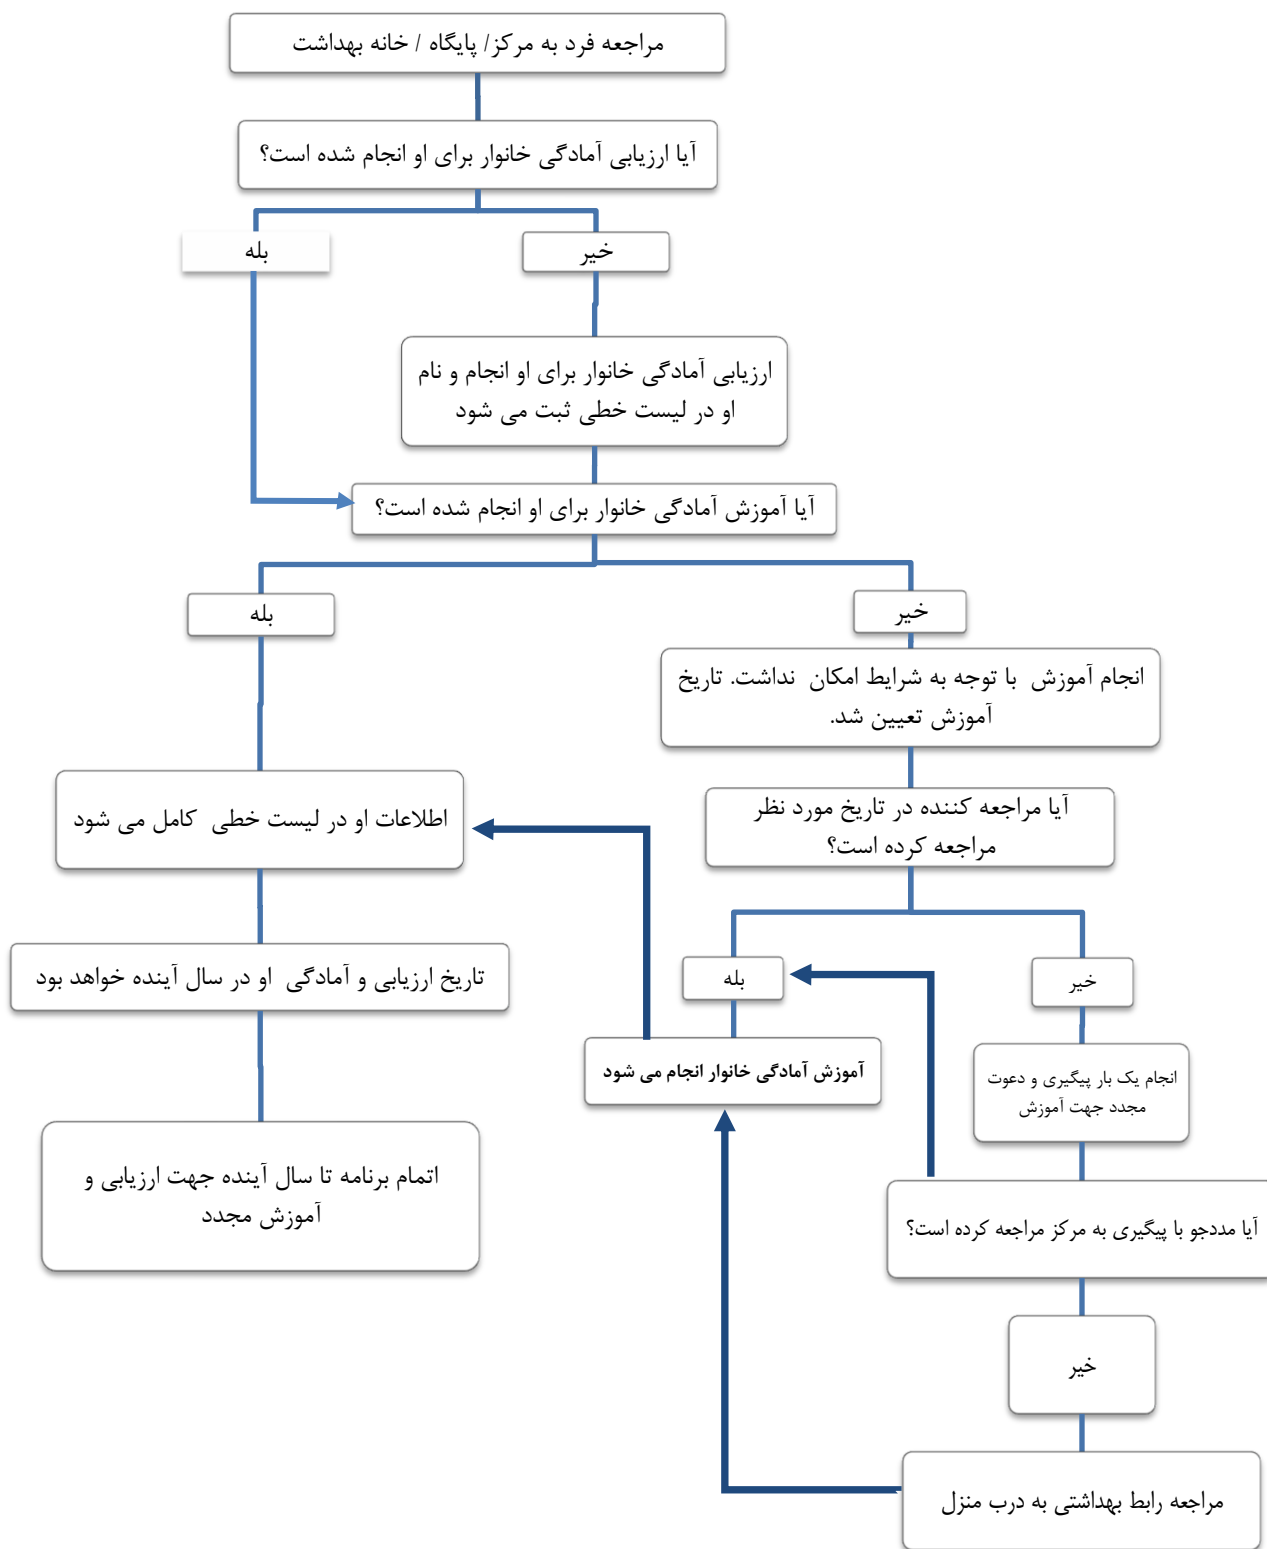 مراجعه فرد به مرکز/ پایگاه / خانه بهداشت
آیا ارزیابی آمادگی خانوار برای او انجام شده است؟
خیر
بله
ارزیابی آمادگی خانوار برای او انجام و نام
او در لیست خطی ثبت می شود
آیا آموزش آمادگی خانوار برای او انجام شده است؟
خیر
بله
انجام آموزش با توجه به شرایط امکان نداشت. تاریخ
آموزش تعیین شد.
اطلاعات او در لیست خطی کامل می شود
آیا مراجعه کننده در تاریخ مورد نظر
مراجعه کرده است؟
تاریخ ارزیابی و آمادگی او در سال آینده خواهد بود
خیر
بله
آموزش آمادگی خانوار انجام می شود
انجام یک بار پیگیری و دعوت
مجدد جهت آموزش
اتمام برنامه تا سال آینده جهت ارزیابی و
آموزش مجدد
آیا مددجو با پیگیری به مرکز مراجعه کرده است؟
خیر
مراجعه رابط بهداشتی به درب منزل